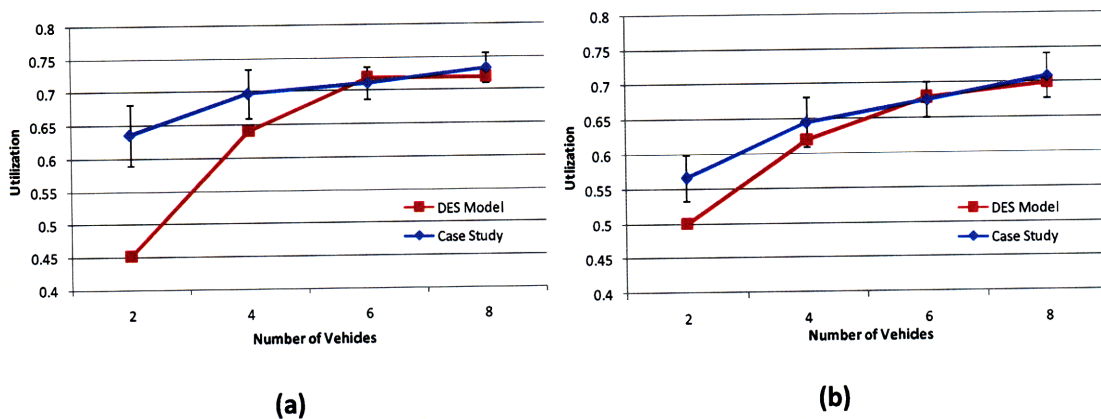 0.8
0.75
0.7
0.65
0.6
0.55
0.5
0.45
0.4
Utilization
2
4
6
8
Number of Vehicles
DES Model
Case Study
(a)
0.8
0.75
0.7
0.65
0.6
0.55
0.5
0.45
0.4
Utlization
2
4
6
8
Number of Vehicles
DES Model
Case Study
(b)